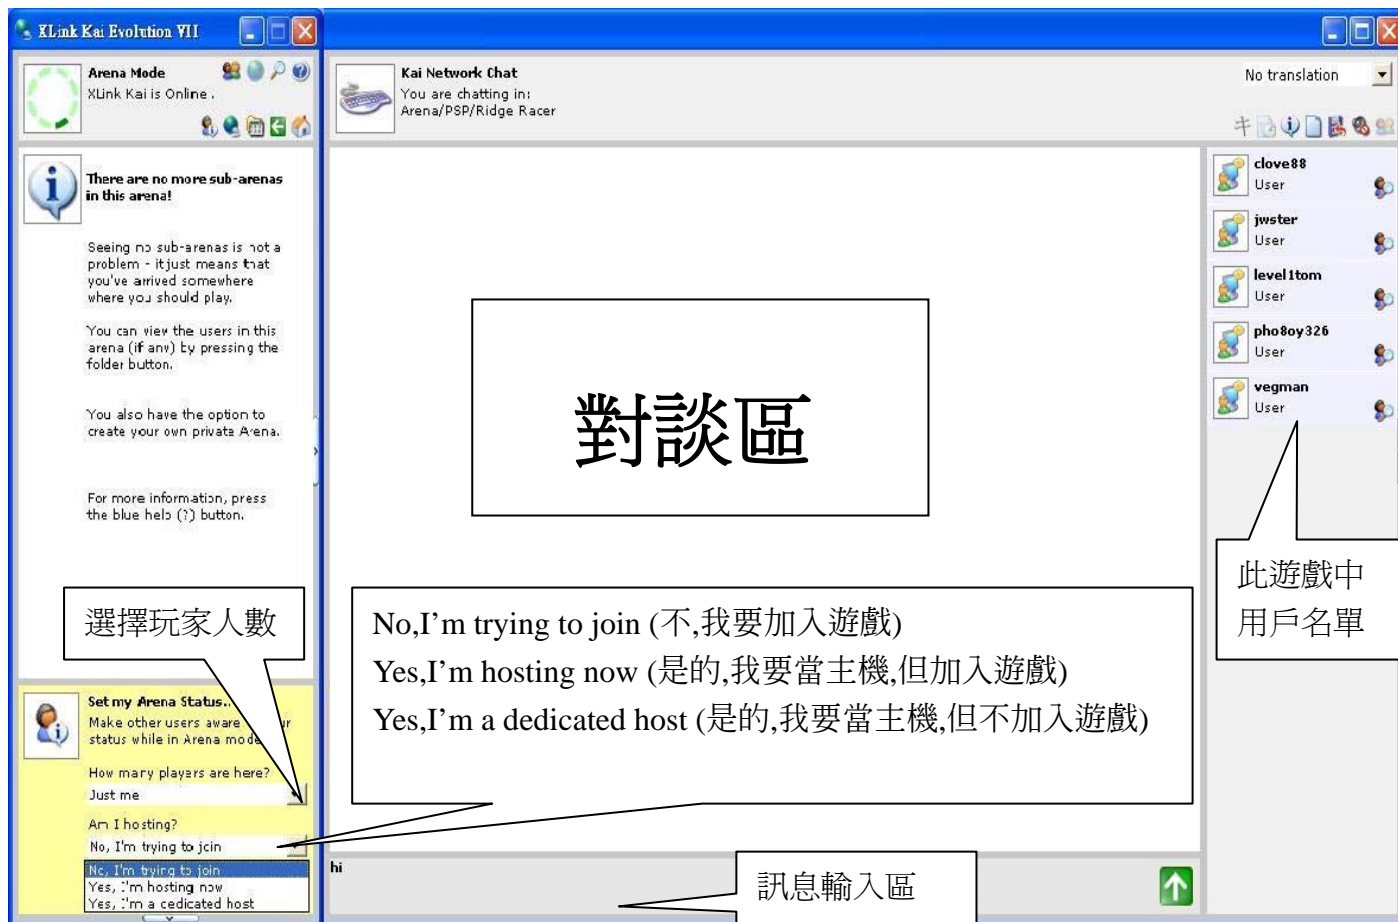 XLink Kai Evolution VII
Arena Mode
XLink Kai is Online .
There are no more sub-arenas
in this arena!
Seeing no sub-arenas is not a
problem - it just means that
you've arrived somewhere
where you should play.
You can view the users in this
arena (if any) by pressing the
folder button.
You also have the option to
create your own private Arena.
For more information, press
the blue help (?) button.
選擇玩家人數
Set my Arena Status..
Make other users aware
status while in Arena mode
How many players are here?
Just me
Am I hosting?
No, I'm trying to join
No, I'm trying to join
Yes, I'm hosting now
Yes, I'm a dedicated host
Kai Network Chat
You are chatting in:
Arena/PSP/Ridge Racer
對談區
No,I'm trying to join (不,我要加入遊戲)
Yes,I'm hosting now (是的,我要當主機,但加入遊戲)
Yes,I'm a dedicated host (是的,我要當主機,但不加入遊戲)
hi
訊息輸入區
No translation
キ
clove88
User
jwster
User
level1tom
User
pho8oy326
User
vegman
User
此遊戲中
用戶名單